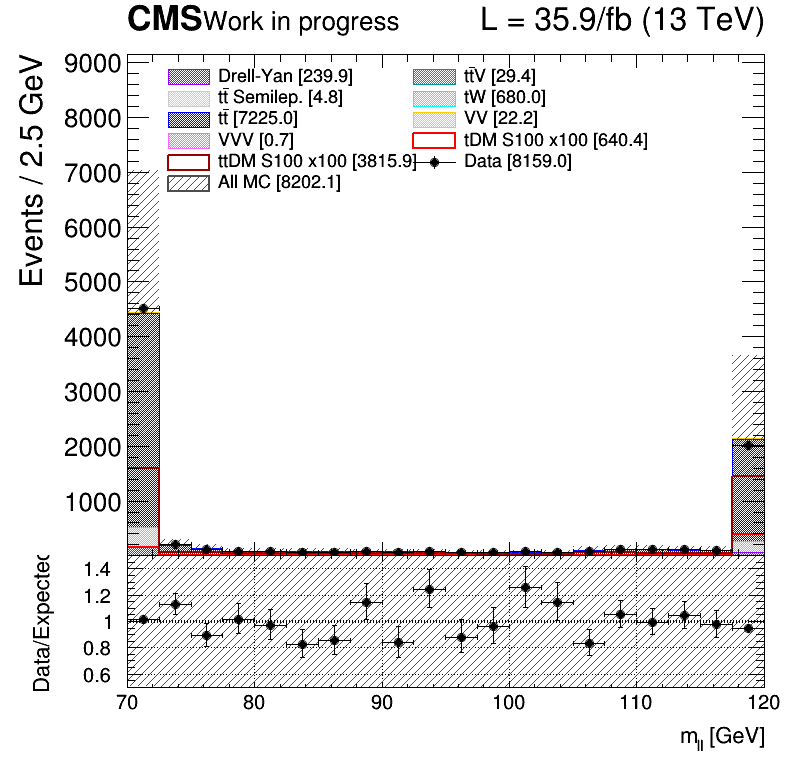 CMS Work in progress L = 35.9/fb (13 TeV)
Events / 2.5 GeV
9000
8000
7000
6000
5000
4000
3000
2000
1000
Drell-Yan [239.9] tt̄V [29.4]
tt̄ Semilep. [4.8] tW [680.0]
tt̄ [7225.0] VV [22.2]
VVV [0.7] tDM S100 x100 [640.4]
ttDM S100 x100 [3815.9] Data [8159.0]
All MC [8202.1]
Data/Expected
1.4
1.2
1
0.8
0.6
70 80 90 100 110 120
m_ll [GeV]